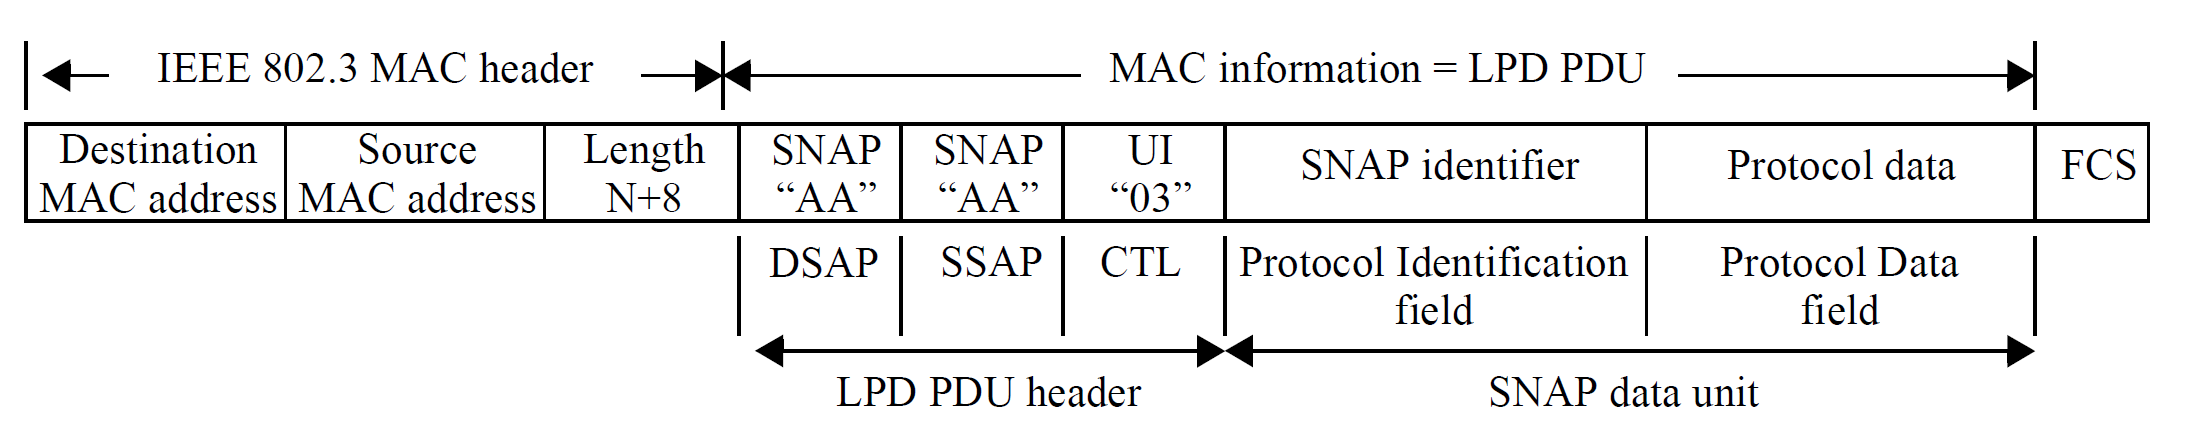 IEEE 802.3 MAC header
MAC information = LPD PDU
Destination
MAC address
Source
MAC address
Length
N+8
SNAP
“AA”
SNAP
“AA”
UI
“03”
SNAP identifier
Protocol data
FCS
DSAP
SSAP
CTL
Protocol Identification
field
Protocol Data
field
LPD PDU header
SNAP data unit